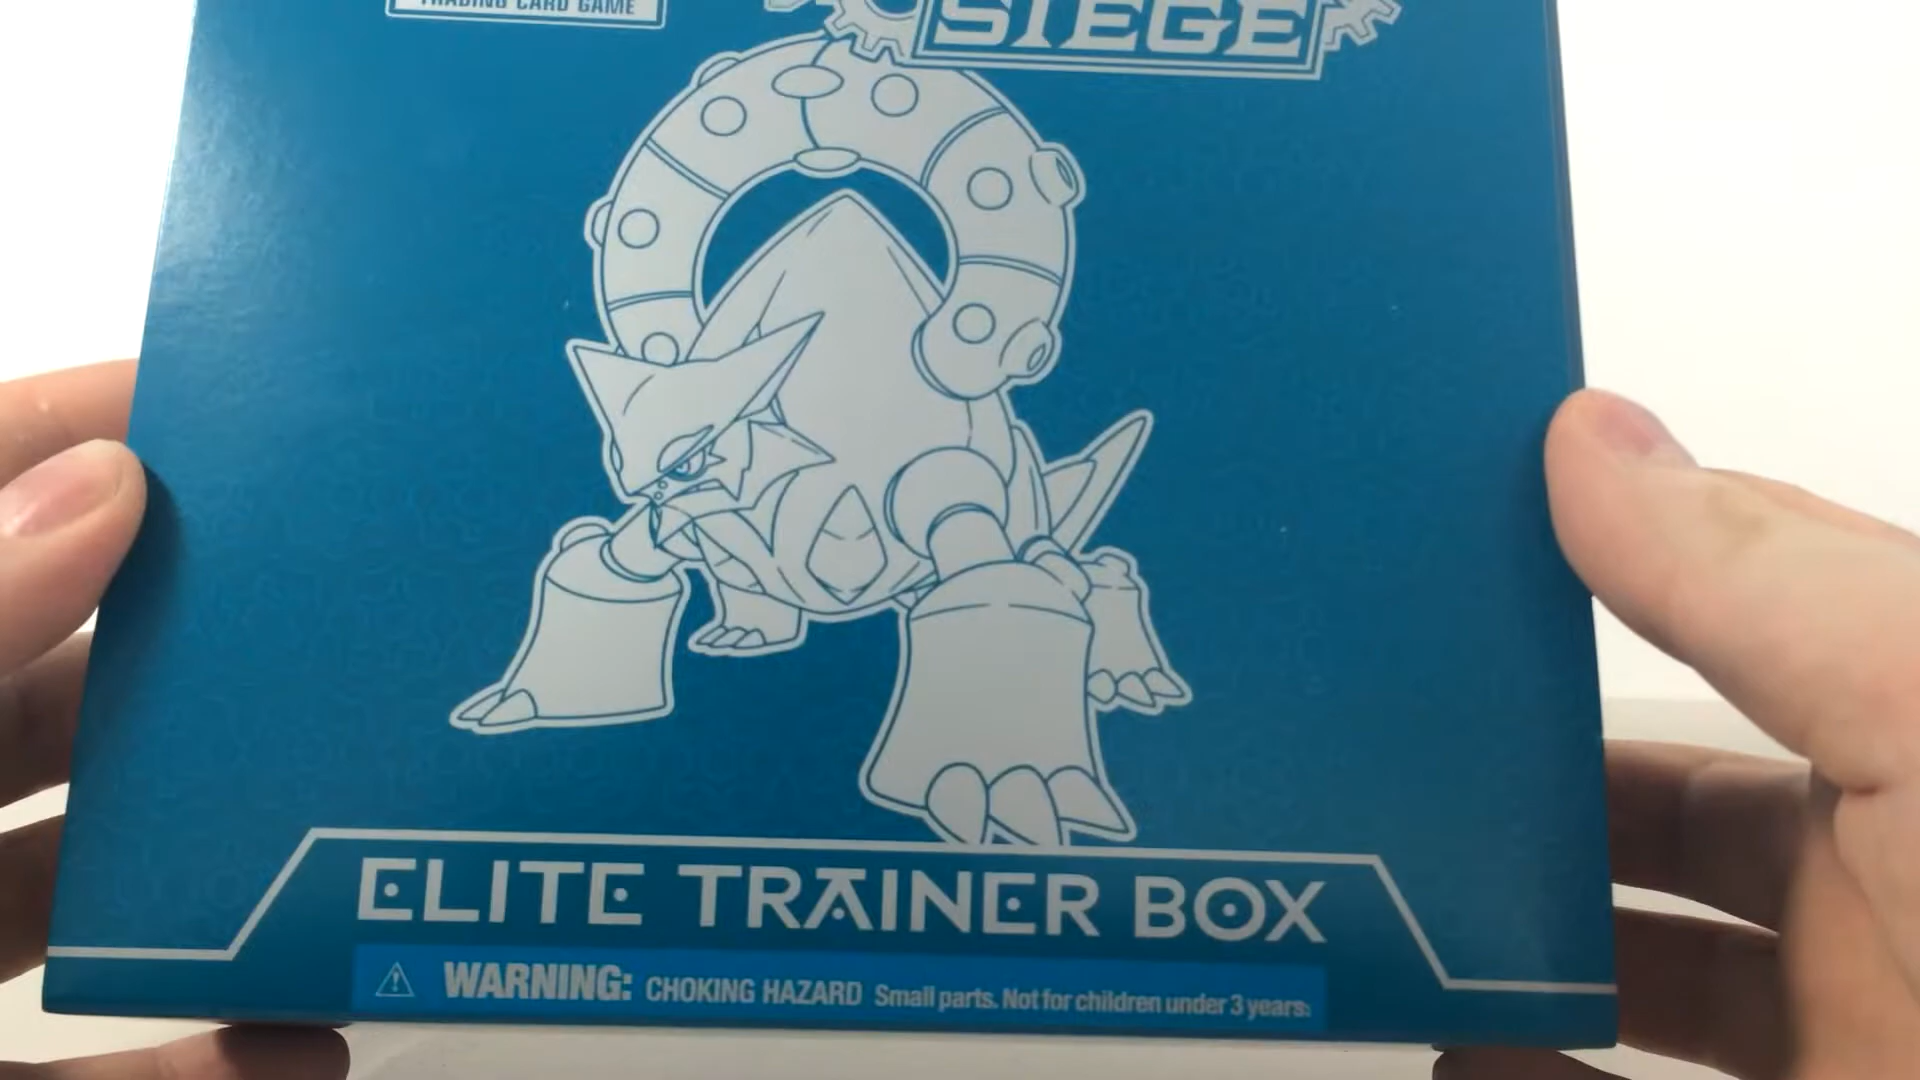 TRADING CARD GAME
SIEGE
ELITE TRAINER BOX
WARNING: CHOKING HAZARD Small parts. Not for children under 3 years.